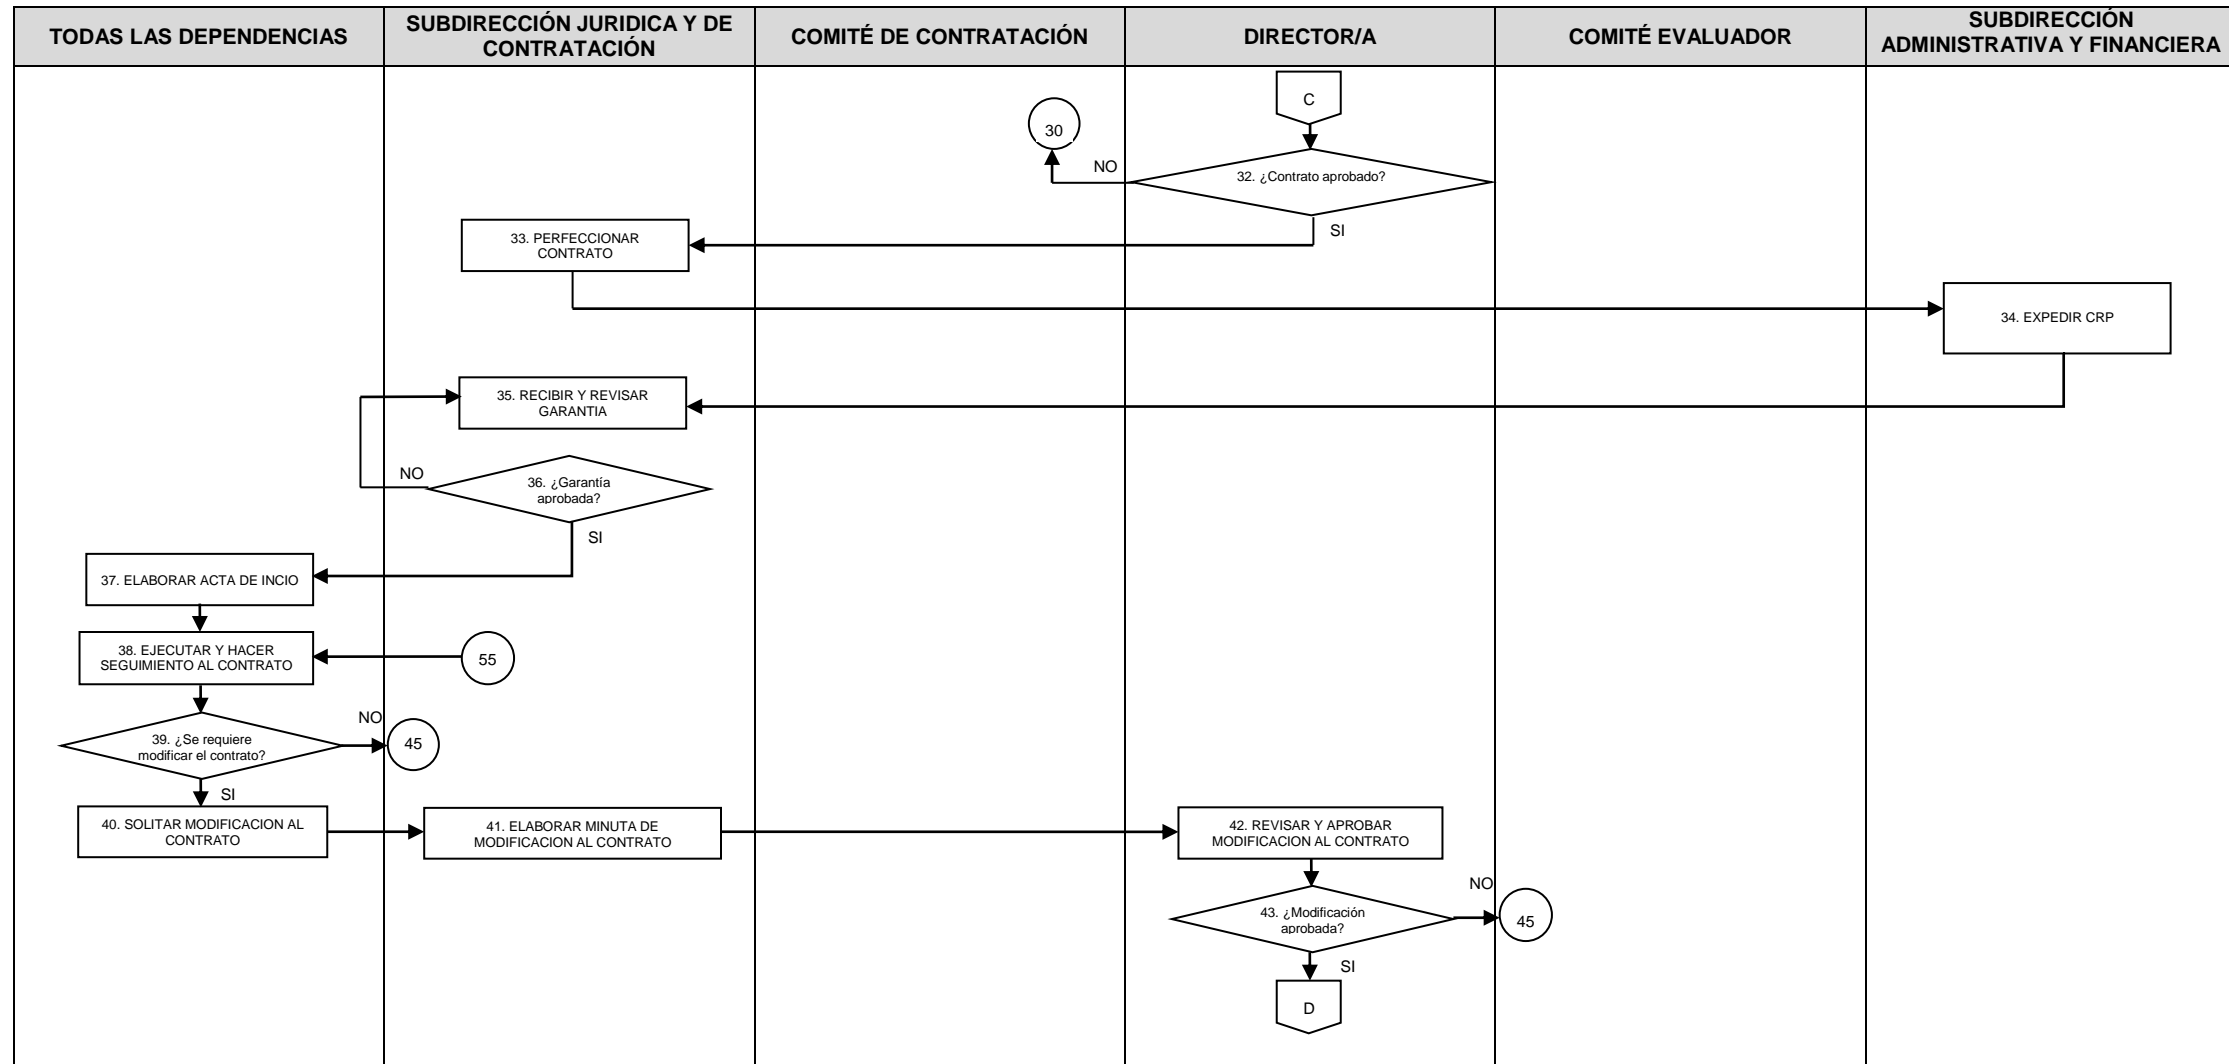 TODAS LAS DEPENDENCIAS
SUBDIRECCIÓN JURIDICA Y DE
CONTRATACIÓN
COMITÉ DE CONTRATACIÓN
DIRECTOR/A
COMITÉ EVALUADOR
SUBDIRECCIÓN
ADMINISTRATIVA Y FINANCIERA
C
30
NO
32. ¿Contrato aprobado?
SI
33. PERFECCIONAR
CONTRATO
34. EXPEDIR CRP
35. RECIBIR Y REVISAR
GARANTIA
NO
36. ¿Garantía
aprobada?
SI
37. ELABORAR ACTA DE INCIO
38. EJECUTAR Y HACER
SEGUIMIENTO AL CONTRATO
55
39. ¿Se requiere
modificar el contrato?
NO
45
SI
40. SOLITAR MODIFICACION AL
CONTRATO
41. ELABORAR MINUTA DE
MODIFICACION AL CONTRATO
42. REVISAR Y APROBAR
MODIFICACION AL CONTRATO
43. ¿Modificación
aprobada?
NO
45
SI
D